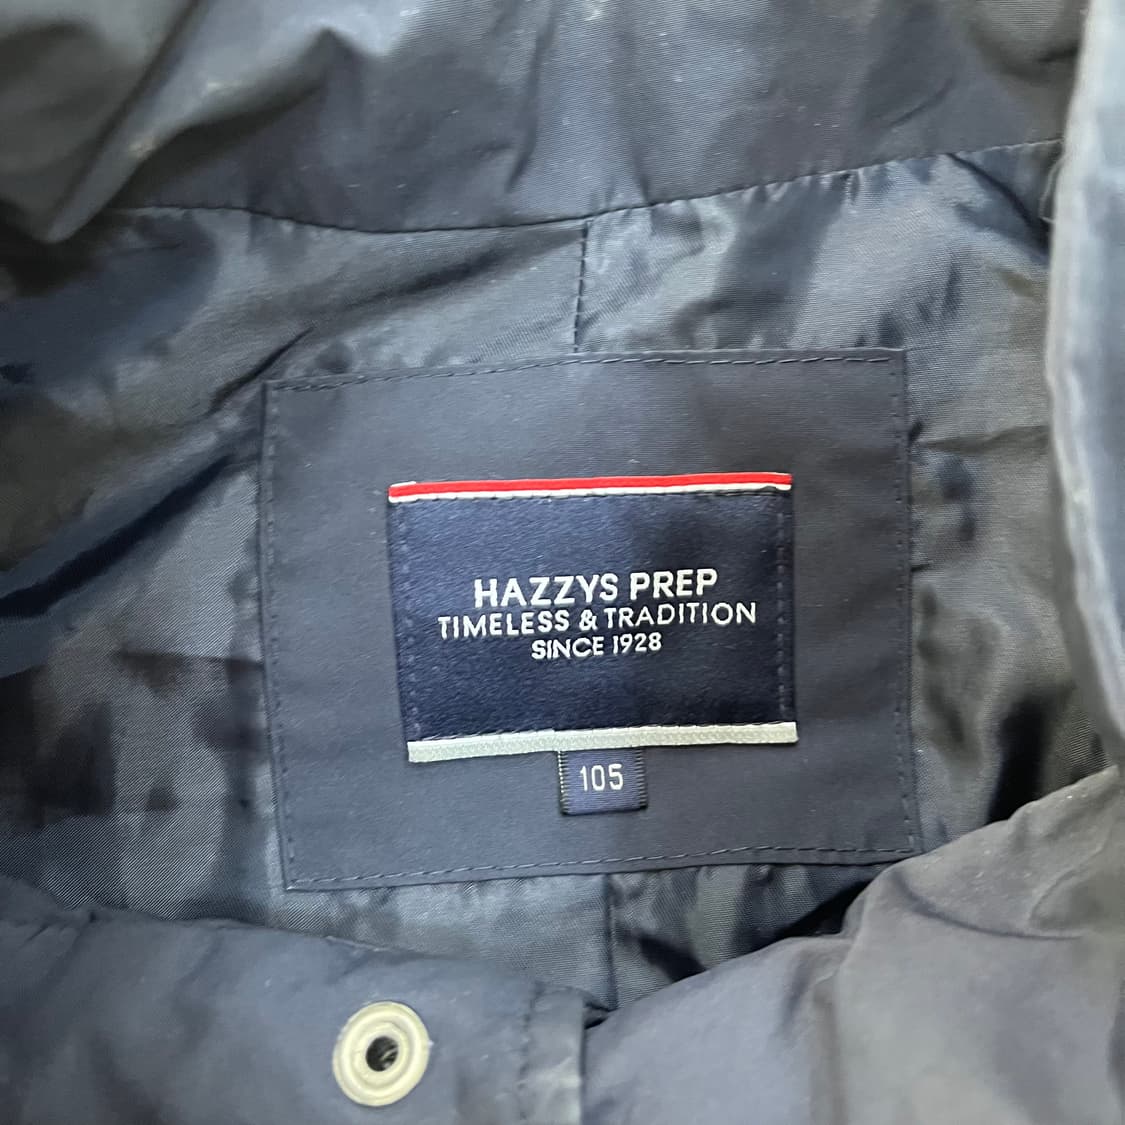 HAZZYS PREP
TIMELESS & TRADITION
SINCE 1928
105